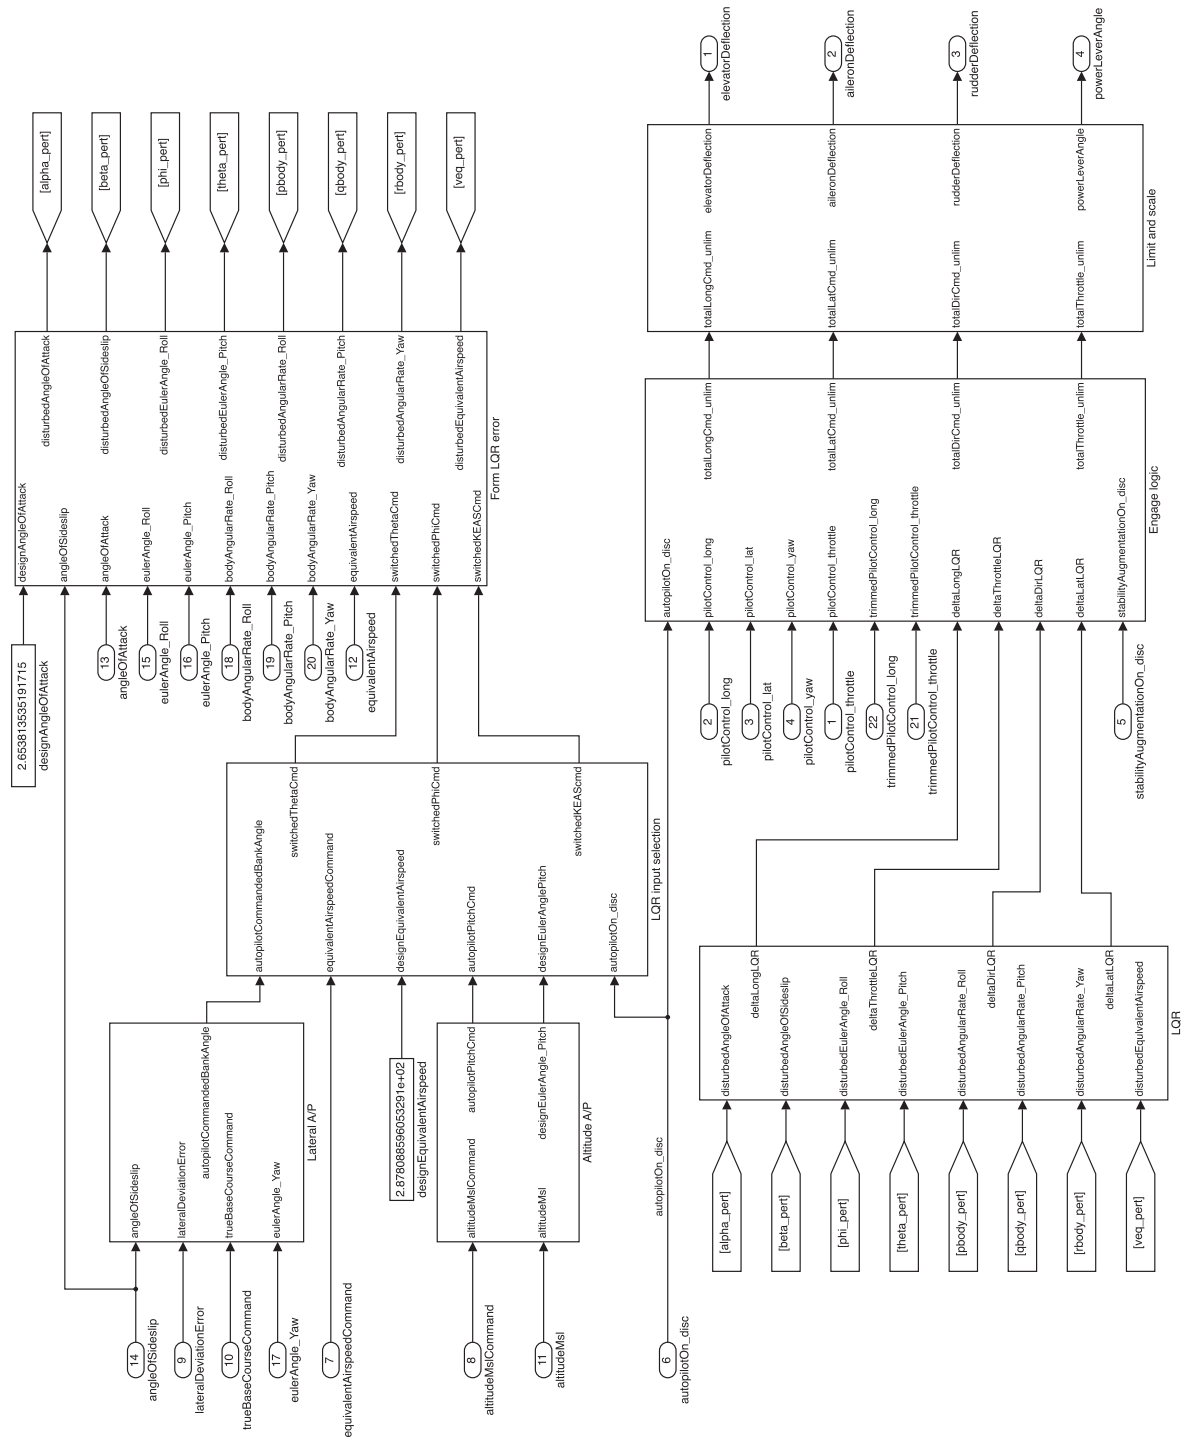 14
angleOfSideslip
9
lateralDeviationError
10
trueBaseCourseCommand
17
eulerAngle_Yaw
7
equivalentAirspeedCommand
8
altitudeMslCommand
11
altitudeMsl
6
autopilotOn_disc
autopilotOn_disc
angleOfSideslip
lateralDeviationError
autopilotCommandedBankAngle
trueBaseCourseCommand
eulerAngle_Yaw
Lateral A/P
2.878088596053291e+02
designEquivalentAirspeed
altitudeMslCommand
autopilotPitchCmd
designEulerAngle_Pitch
altitudeMsl
Altitude A/P
autopilotCommandedBankAngle
switchedThetaCmd
equivalentAirspeedCommand
designEquivalentAirspeed
switchedPhiCmd
autopilotPitchCmd
designEulerAnglePitch
switchedKEAScmd
autopilotOn_disc
LQR input selection
2.653813535191715
designAngleOfAttack
13
angleOfAttack
15
eulerAngle_Roll
16
eulerAngle_Pitch
18
bodyAngularRate_Roll
19
bodyAngularRate_Pitch
20
bodyAngularRate_Yaw
12
equivalentAirspeed
designAngleOfAttack
angleOfSideslip
angleOfAttack
eulerAngle_Roll
eulerAngle_Pitch
bodyAngularRate_Roll
bodyAngularRate_Pitch
bodyAngularRate_Yaw
equivalentAirspeed
switchedThetaCmd
switchedPhiCmd
switchedKEASCmd
disturbedAngleOfAttack
disturbedAngleOfSideslip
disturbedEulerAngle_Roll
disturbedEulerAngle_Pitch
disturbedAngularRate_Roll
disturbedAngularRate_Pitch
disturbedAngularRate_Yaw
disturbedEquivalentAirspeed
Form LQR error
[alpha_pert]
[beta_pert]
[phi_pert]
[theta_pert]
[pbody_pert]
[qbody_pert]
[rbody_pert]
[veq_pert]
[alpha_pert]
[beta_pert]
[phi_pert]
[theta_pert]
[pbody_pert]
[qbody_pert]
[rbody_pert]
[veq_pert]
disturbedAngleOfAttack
deltaLongLQR
disturbedAngleOfSideslip
disturbedEulerAngle_Roll
deltaThrottleLQR
disturbedEulerAngle_Pitch
disturbedAngularRate_Roll
deltaDirLQR
disturbedAngularRate_Pitch
disturbedAngularRate_Yaw
deltaLatLQR
disturbedEquivalentAirspeed
LQR
2
pilotControl_long
3
pilotControl_lat
4
pilotControl_yaw
1
pilotControl_throttle
22
trimmedPilotControl_long
21
trimmedPilotControl_throttle
5
stabilityAugmentationOn_disc
autopilotOn_disc
pilotControl_long
pilotControl_lat
pilotControl_yaw
pilotControl_throttle
trimmedPilotControl_long
trimmedPilotControl_throttle
deltaLongLQR
deltaThrottleLQR
deltaDirLQR
deltaLatLQR
stabilityAugmentationOn_disc
totalLongCmd_unlim
totalLatCmd_unlim
totalDirCmd_unlim
totalThrottle_unlim
Engage logic
totalLongCmd_unlim
totalLatCmd_unlim
totalDirCmd_unlim
totalThrottle_unlim
elevatorDeflection
aileronDeflection
rudderDeflection
powerLeverAngle
Limit and scale
1
elevatorDeflection
2
aileronDeflection
3
rudderDeflection
4
powerLeverAngle